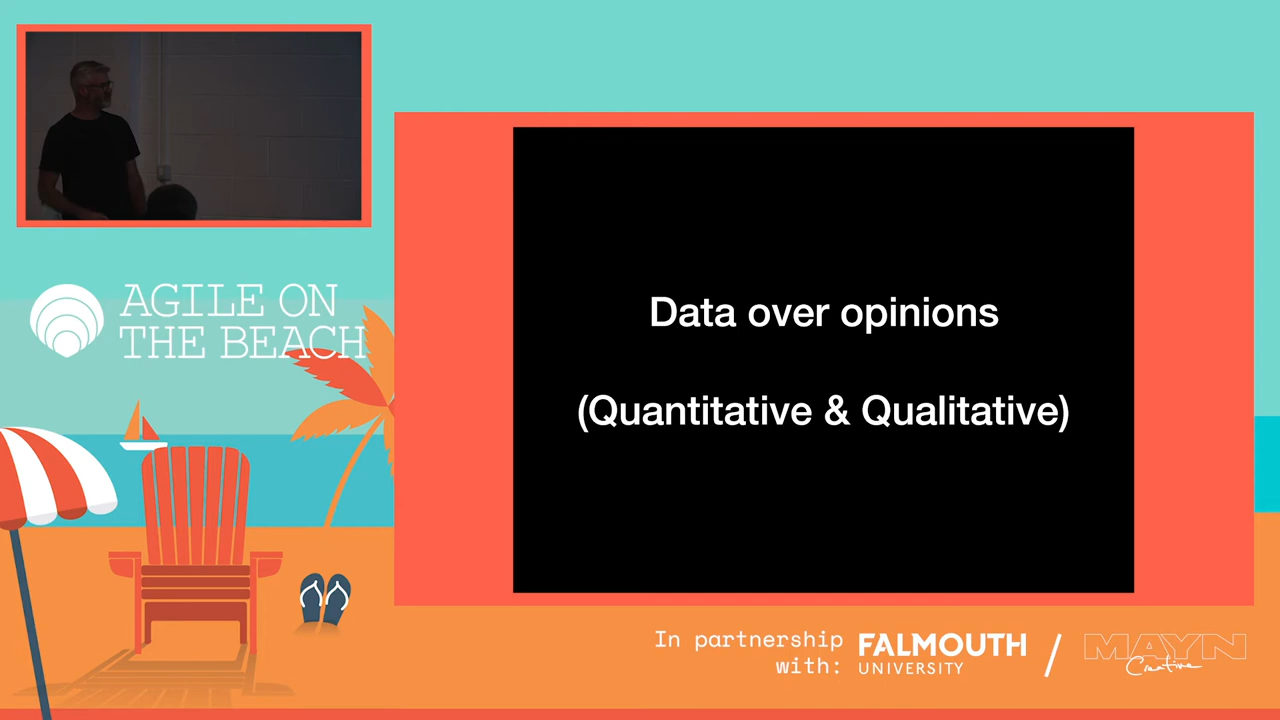 AGILE ON
THE BEACH
Data over opinions
(Quantitative & Qualitative)
In partnership
with:
FALMOUTH
UNIVERSITY
/
MAYN
Creative